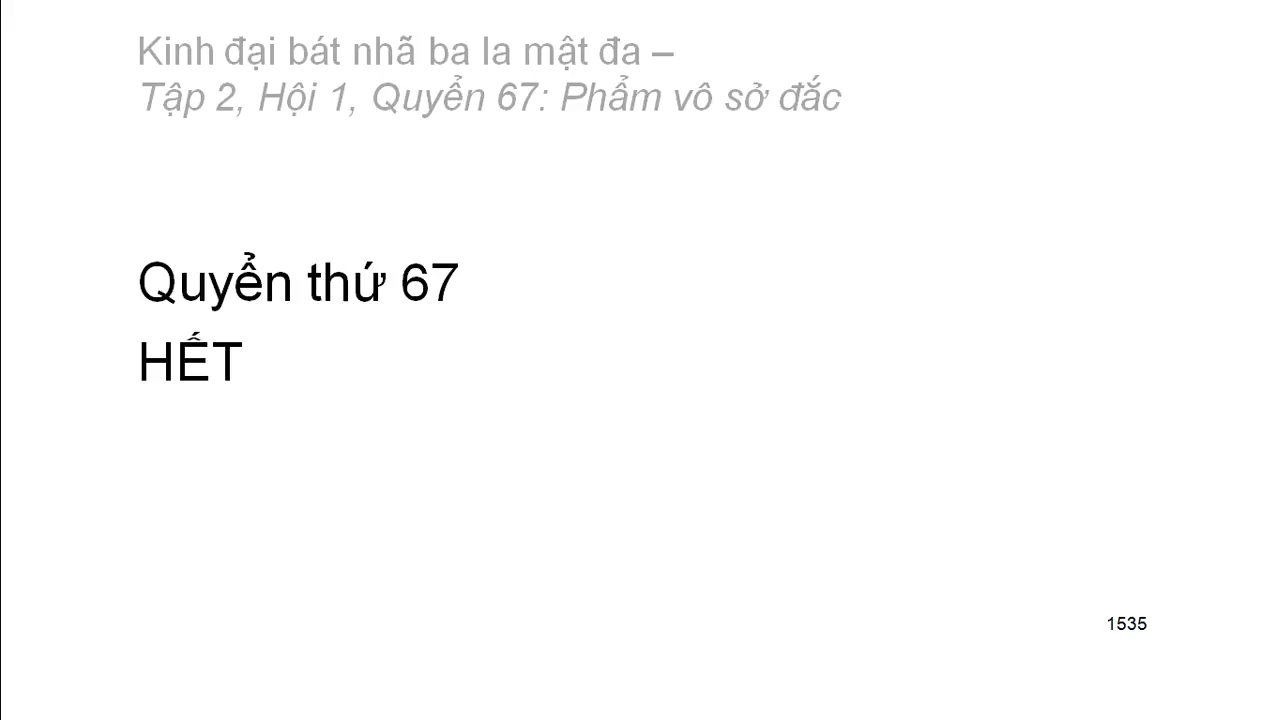 Kinh đại bát nhã ba la mật đa –
Tập 2, Hội 1, Quyển 67: Phẩm vô sở đắc
Quyển thứ 67
HẾT
1535